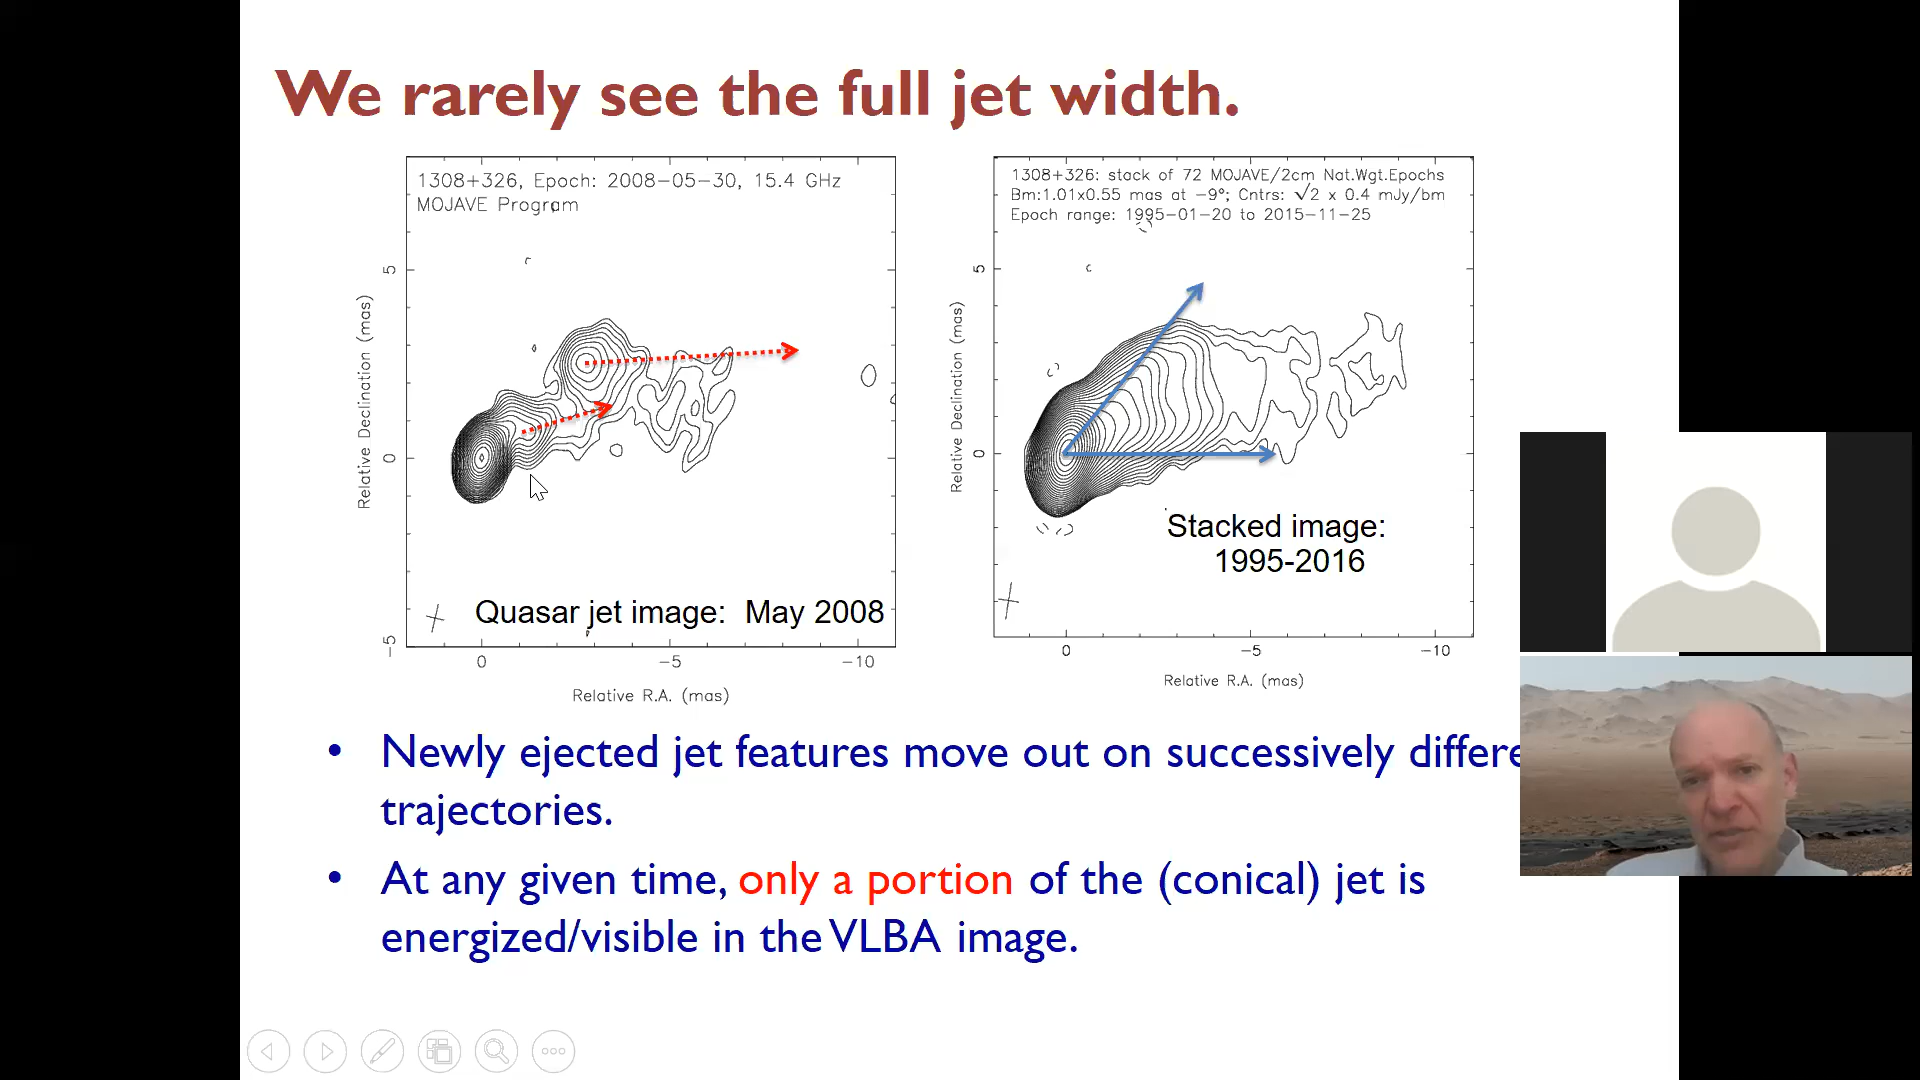 We rarely see the full jet width.
1308+326, Epoch: 2008-05-30, 15.4 GHz
MOJAVE Program
5
0
-5
Relative Declination (mas)
Quasar jet image: May 2008
0
-5
-10
Relative R.A. (mas)
1308+326: stack of 72 MOJAVE/2cm Nat.Wgt.Epochs
Bm:1.01x0.55 mas at -9°; Cntrs: √2 x 0.4 mJy/bm
Epoch range: 1995-01-20 to 2015-11-25
5
0
Relative Declination (mas)
Stacked image:
1995-2016
0
-5
-10
Relative R.A. (mas)
• Newly ejected jet features move out on successively differe
trajectories.
• At any given time, only a portion of the (conical) jet is
energized/visible in the VLBA image.